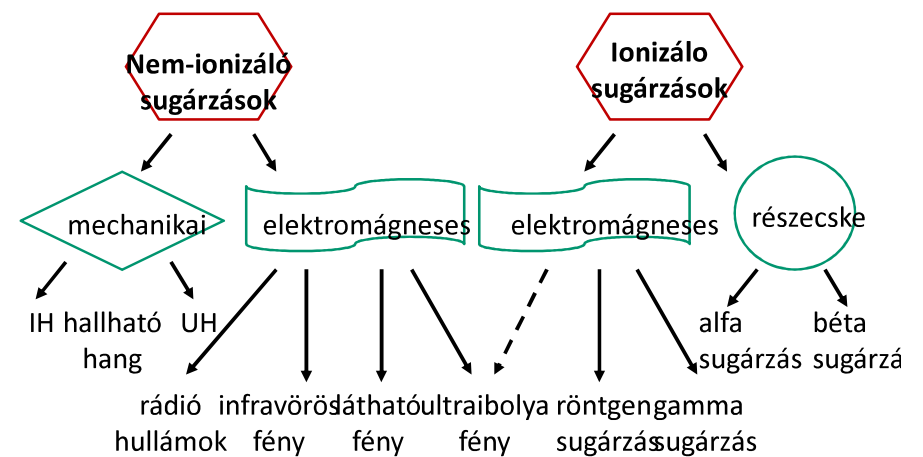 Nem-ionizáló
sugárzások
Ionizálo
sugárzások
mechanikai
elektromágneses
elektromágneses
részecske
IH hallható
hang
UH
alfa
sugárzás
béta
sugárzá
rádió
hullámok
infravörös
fény
látható
fény
ultraibolya
fény
röntgen
sugárzás
gamma
sugárzás